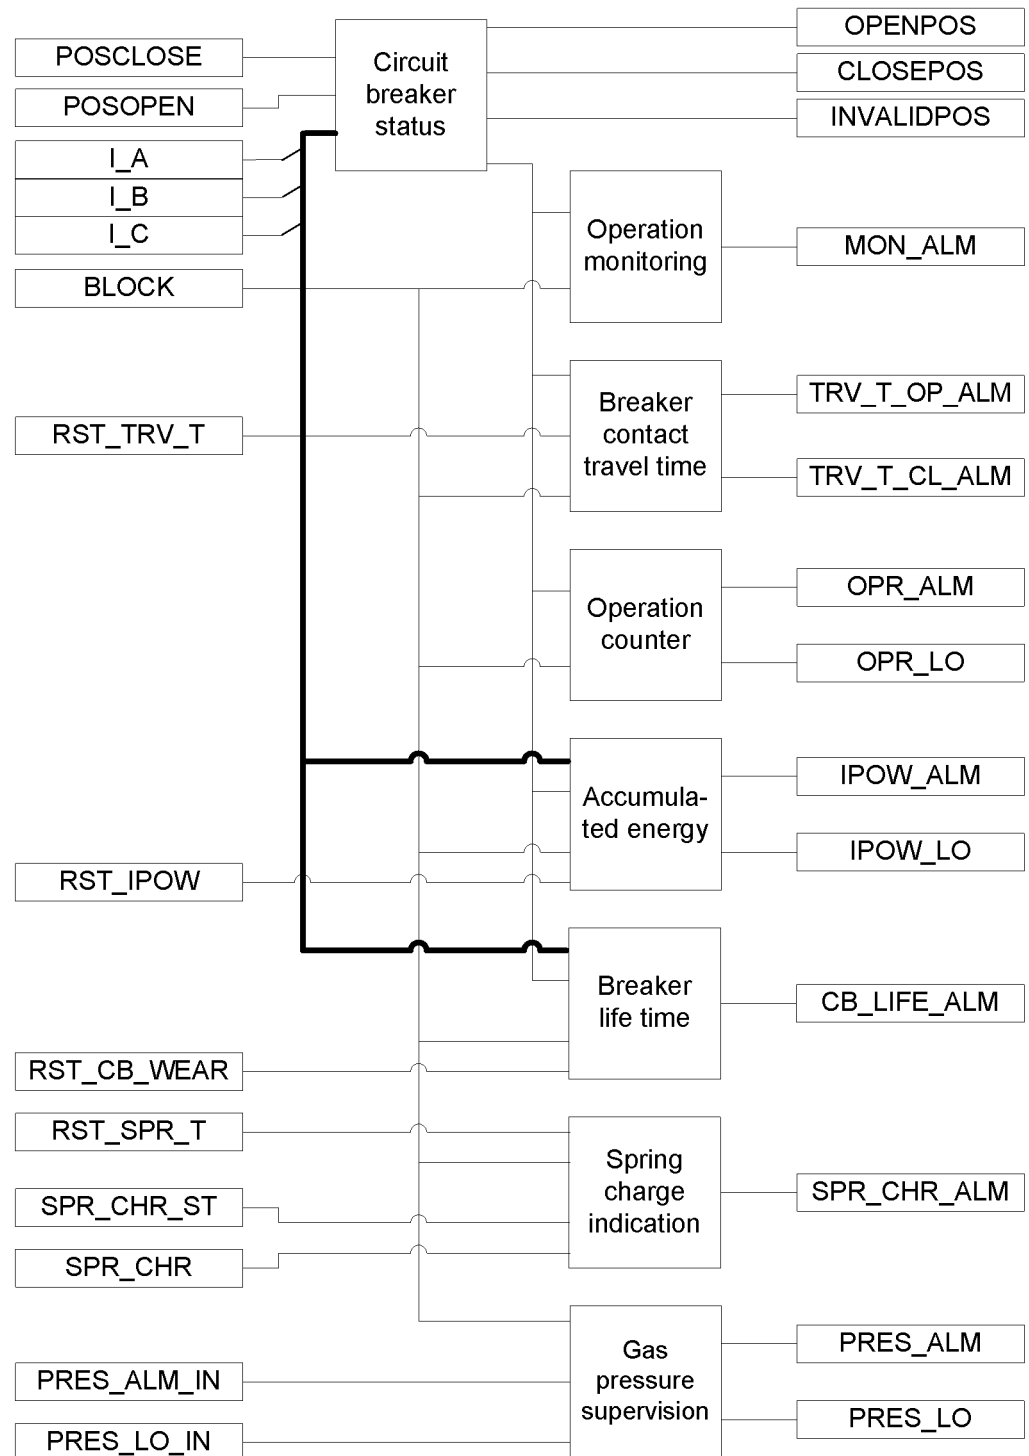 POSCLOSE
POSOPEN
I_A
I_B
I_C
BLOCK
RST_TRV_T
RST_IPOW
RST_CB_WEAR
RST_SPR_T
SPR_CHR_ST
SPR_CHR
PRES_ALM_IN
PRES_LO_IN
Circuit
breaker
status
Operation
monitoring
Breaker
contact
travel time
Operation
counter
Accumula-
ted energy
Breaker
life time
Spring
charge
indication
Gas
pressure
supervision
OPENPOS
CLOSEPOS
INVALIDPOS
MON_ALM
TRV_T_OP_ALM
TRV_T_CL_ALM
OPR_ALM
OPR_LO
IPOW_ALM
IPOW_LO
CB_LIFE_ALM
SPR_CHR_ALM
PRES_ALM
PRES_LO